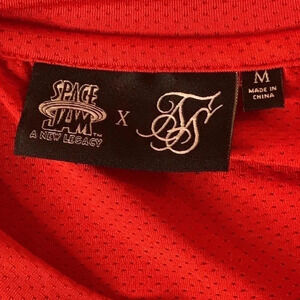 SPACE
JAM
A NEW LEGACY
X
M
MADE IN
CHINA